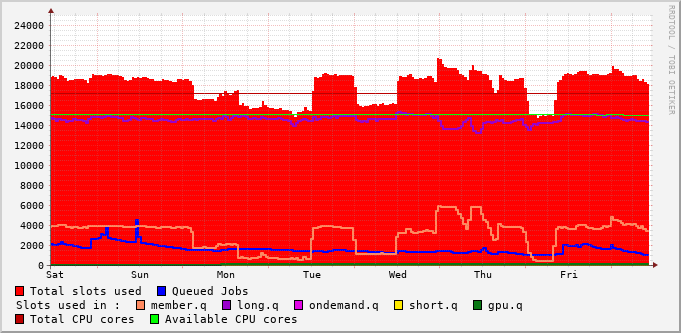 RRDTOOL / TOBI OETIKER
24000
22000
20000
18000
16000
14000
12000
10000
8000
6000
4000
2000
0
Sat Sun Mon Tue Wed Thu Fri
Total slots used Queued Jobs
Slots used in : member.q long.q ondemand.q short.q gpu.q
Total CPU cores Available CPU cores